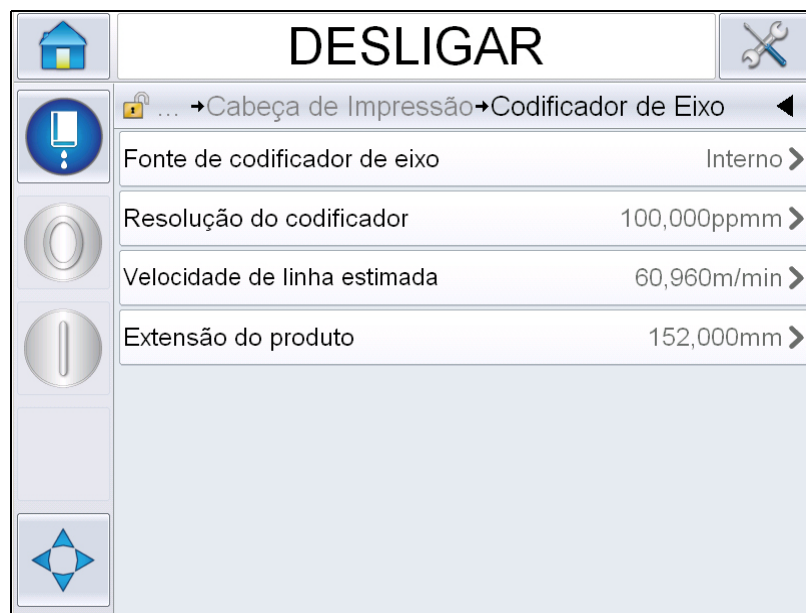 DESLIGAR
... →Cabeça de Impressão→Codificador de Eixo
Fonte de codificador de eixo Interno
Resolução do codificador 100,000ppmm
Velocidade de linha estimada 60,960m/min
Extensão do produto 152,000mm